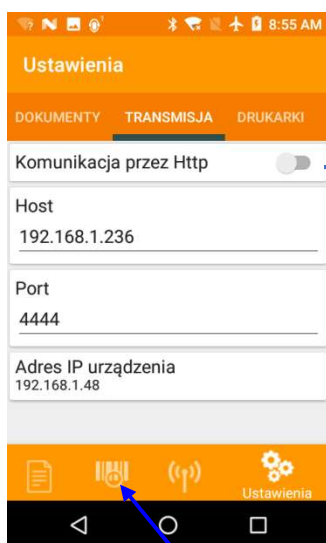 8:55 AM
Ustawienia
DOKUMENTY TRANSMISJA DRUKARKI
Komunikacja przez Http
Host
192.168.1.236
Port
4444
Adres IP urządzenia
192.168.1.48
Ustawienia